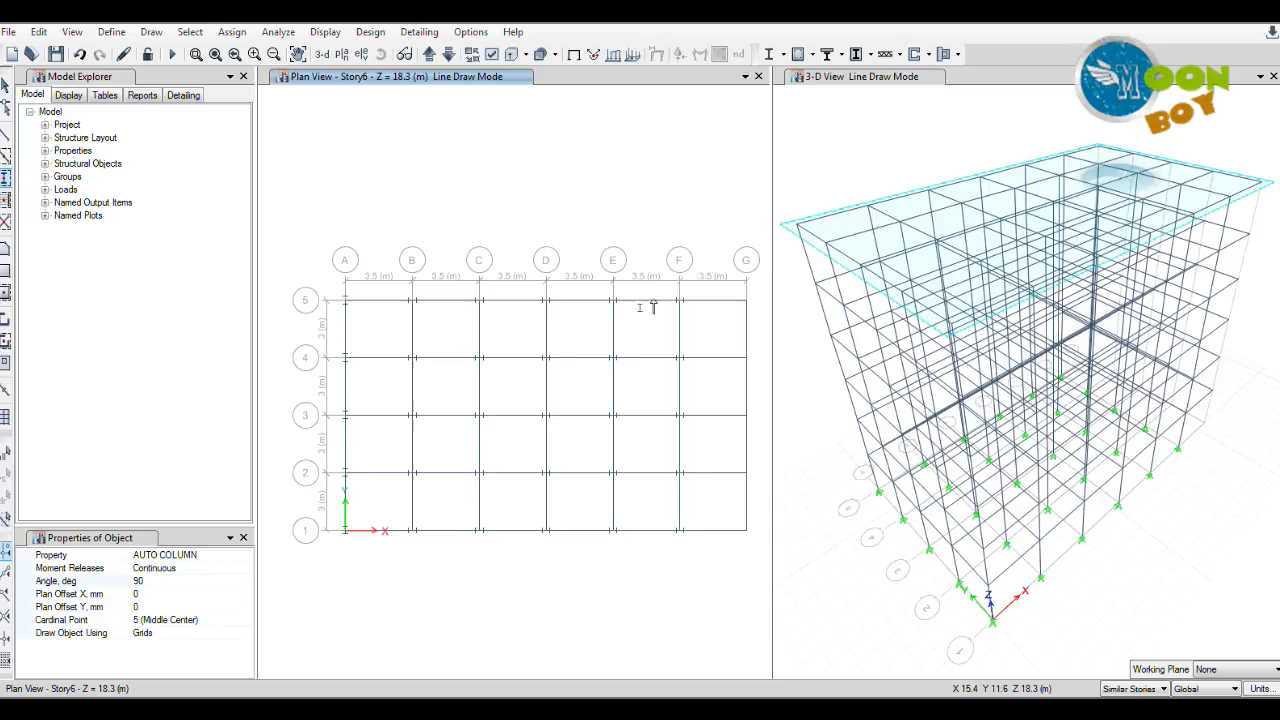 File Edit View Define Draw Select Assign Analyze Display Design Detailing Options Help
3-d plan elev nd
Model Explorer
Model Display Tables Reports Detailing
Model
Project
Structure Layout
Properties
Structural Objects
Groups
Loads
Named Output Items
Named Plots
Properties of Object
Property AUTO COLUMN
Moment Releases Continuous
Angle, deg 90
Plan Offset X, mm 0
Plan Offset Y, mm 0
Cardinal Point 5 (Middle Center)
Draw Object Using Grids
Plan View - Story6 - Z = 18.3 (m) Line Draw Mode
A B C D E F G
3.5 (m) 3.5 (m) 3.5 (m) 3.5 (m) 3.5 (m) 3.5 (m)
5
3 (m)
4
3 (m)
3
3 (m)
2
3 (m)
1
Y
X
3-D View Line Draw Mode
M
MOON
BOY
Z
Y
X
Working Plane None
Plan View - Story6 - Z = 18.3 (m)
X 15.4 Y 11.6 Z 18.3 (m)
Similar Stories Global Units...